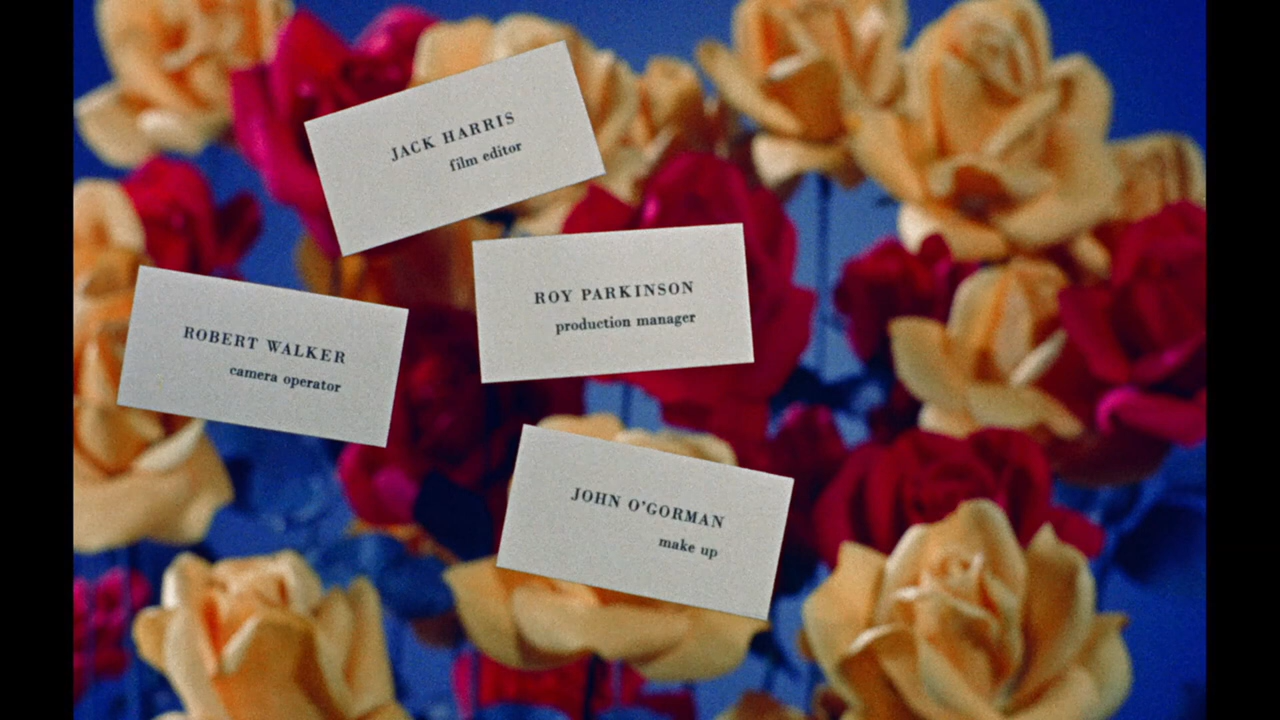 JACK HARRIS
film editor
ROY PARKINSON
production manager
ROBERT WALKER
camera operator
JOHN O'GORMAN
make up